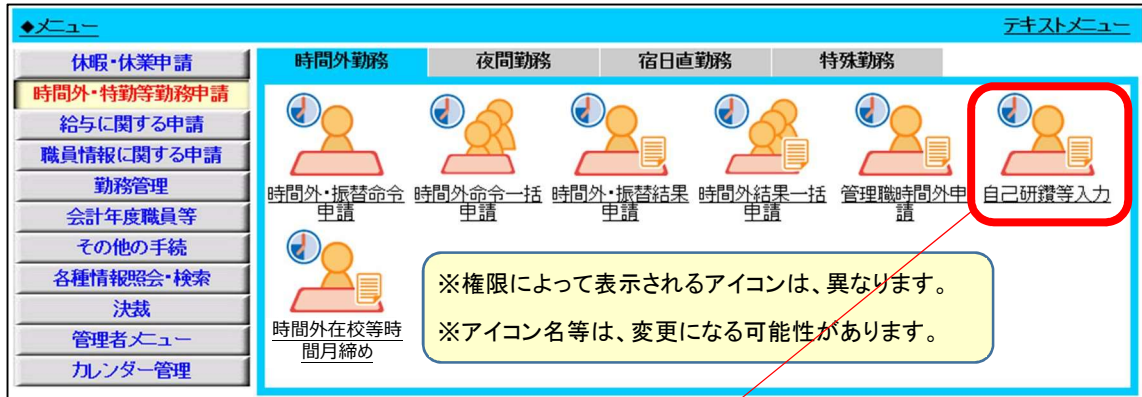 ◆メニュー
テキストメニュー
休暇・休業申請
時間外・特勤等勤務申請
給与に関する申請
職員情報に関する申請
勤務管理
会計年度職員等
その他の手続
各種情報照会・検索
決裁
管理者メニュー
カレンダー管理
時間外勤務
夜間勤務
宿日直勤務
特殊勤務
時間外・振替命令
申請
時間外命令一括
申請
時間外・振替結果
申請
時間外結果一括
申請
管理職時間外申
請
自己研鑽等入力
時間外在校等時
間月締め
※権限によって表示されるアイコンは、異なります。
※アイコン名等は、変更になる可能性があります。